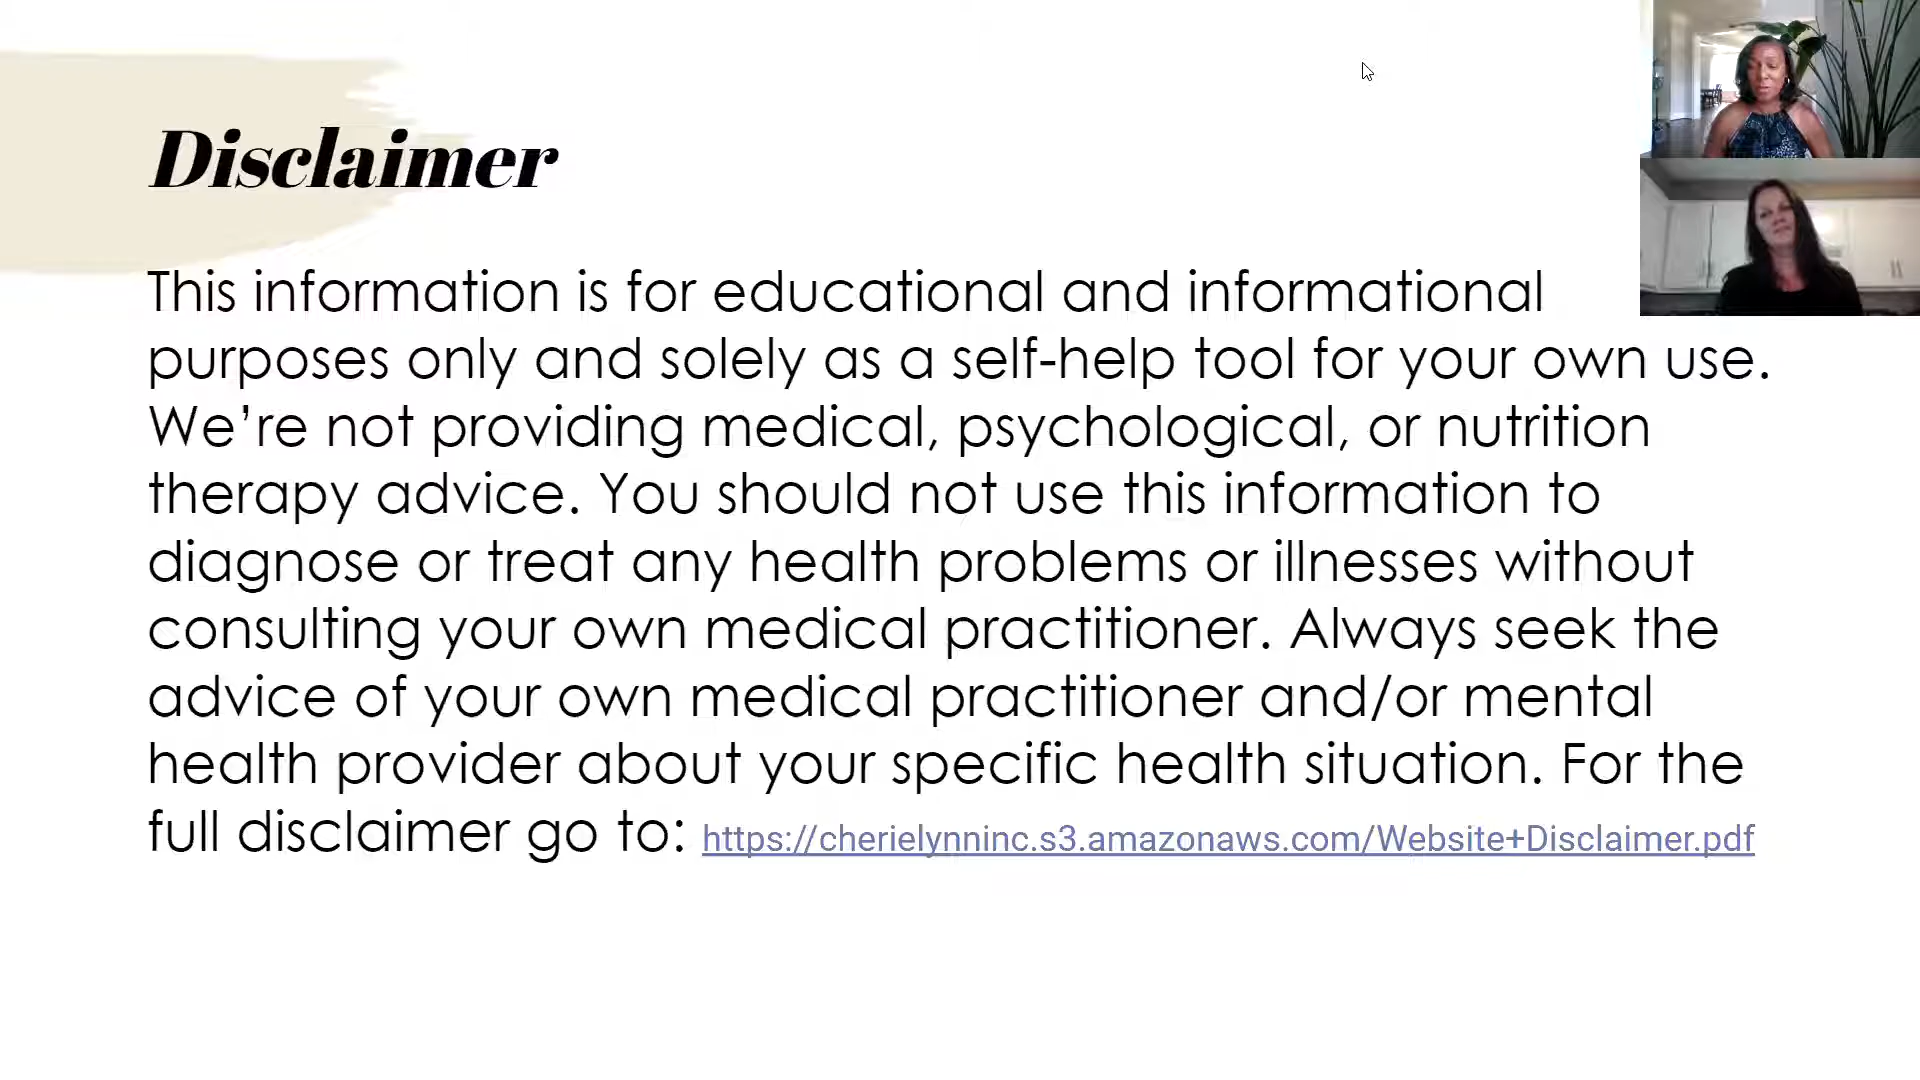 Disclaimer
This information is for educational and informational
purposes only and solely as a self-help tool for your own use.
We’re not providing medical, psychological, or nutrition
therapy advice. You should not use this information to
diagnose or treat any health problems or illnesses without
consulting your own medical practitioner. Always seek the
advice of your own medical practitioner and/or mental
health provider about your specific health situation. For the
full disclaimer go to: https://cherielynninc.s3.amazonaws.com/Website+Disclaimer.pdf